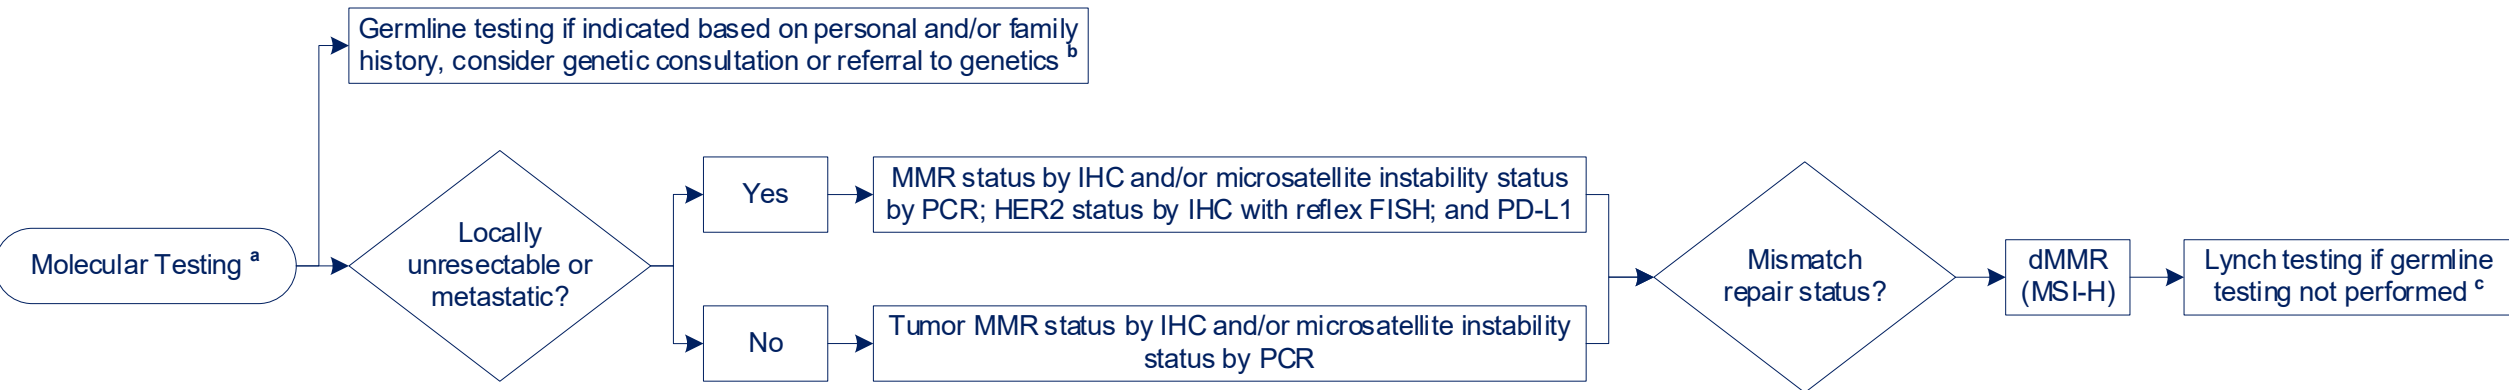 Germline testing if indicated based on personal and/or family
history, consider genetic consultation or referral to genetics b
Molecular Testing a
Locally
unresectable or
metastatic?
Yes
MMR status by IHC and/or microsatellite instability status
by PCR; HER2 status by IHC with reflex FISH; and PD-L1
No
Tumor MMR status by IHC and/or microsatellite instability
status by PCR
Mismatch
repair status?
dMMR
(MSI-H)
Lynch testing if germline
testing not performed c